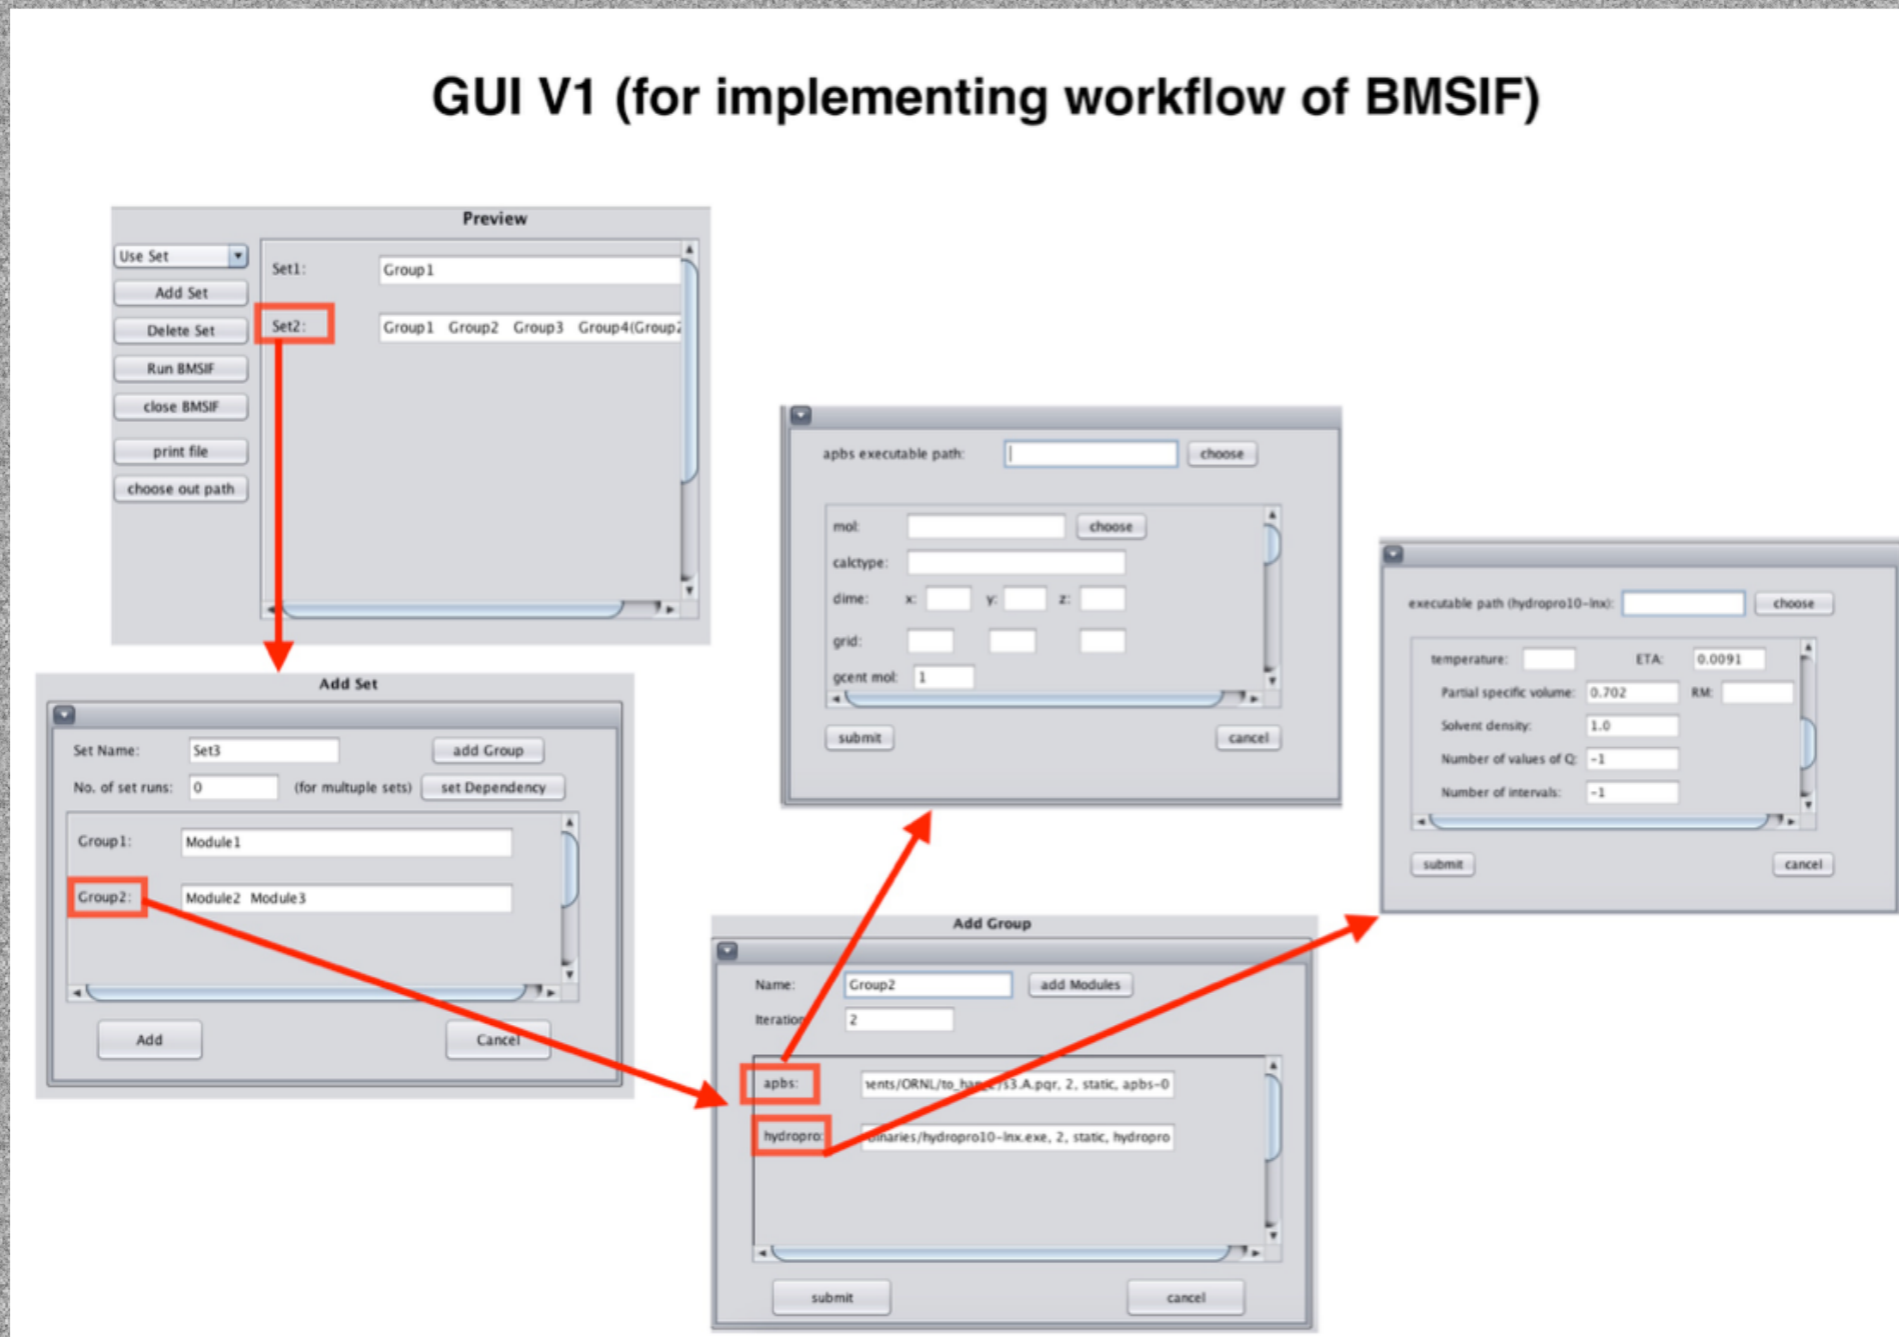 GUI V1 (for implementing workflow of BMSIF)
Preview
Use Set
Add Set
Delete Set
Run BMSIF
close BMSIF
print file
choose out path
Set1: Group1
Set2: Group1 Group2 Group3 Group4(Group2
Add Set
Set Name: Set3 add Group
No. of set runs: 0 (for multuple sets) set Dependency
Group1: Module1
Group2: Module2 Module3
Add Cancel
apbs executable path: choose
mol: choose
calctype:
dime: x: y: z:
grid:
gcent mol: 1
submit cancel
executable path (hydropro10-lnx): choose
temperature: ETA: 0.0091
Partial specific volume: 0.702 RM:
Solvent density: 1.0
Number of values of Q: -1
Number of intervals: -1
submit cancel
Add Group
Name: Group2 add Modules
Iteration 2
apbs: /s3.A.pqr, 2, static, apbs-0
hydropro: binaries/hydropro10-lnx.exe, 2, static, hydropro
submit cancel